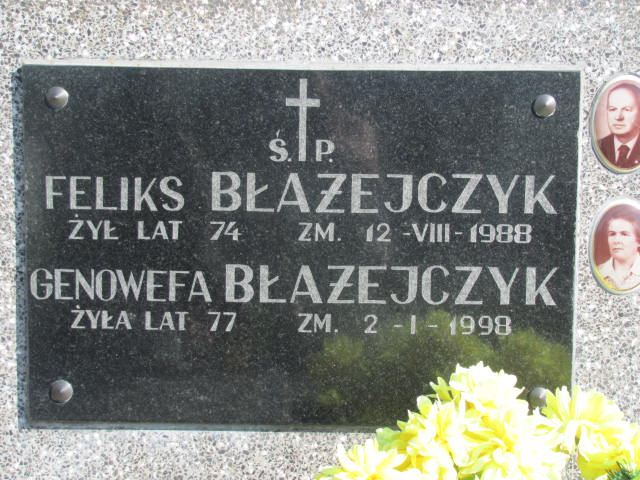 Ś. P.
FELIKS BŁAŻEJCZYK
ŻYŁ LAT 74 ZM. 12-VIII-1988
GENOWEFA BŁAŻEJCZYK
ŻYŁA LAT 77 ZM. 2-I-1998